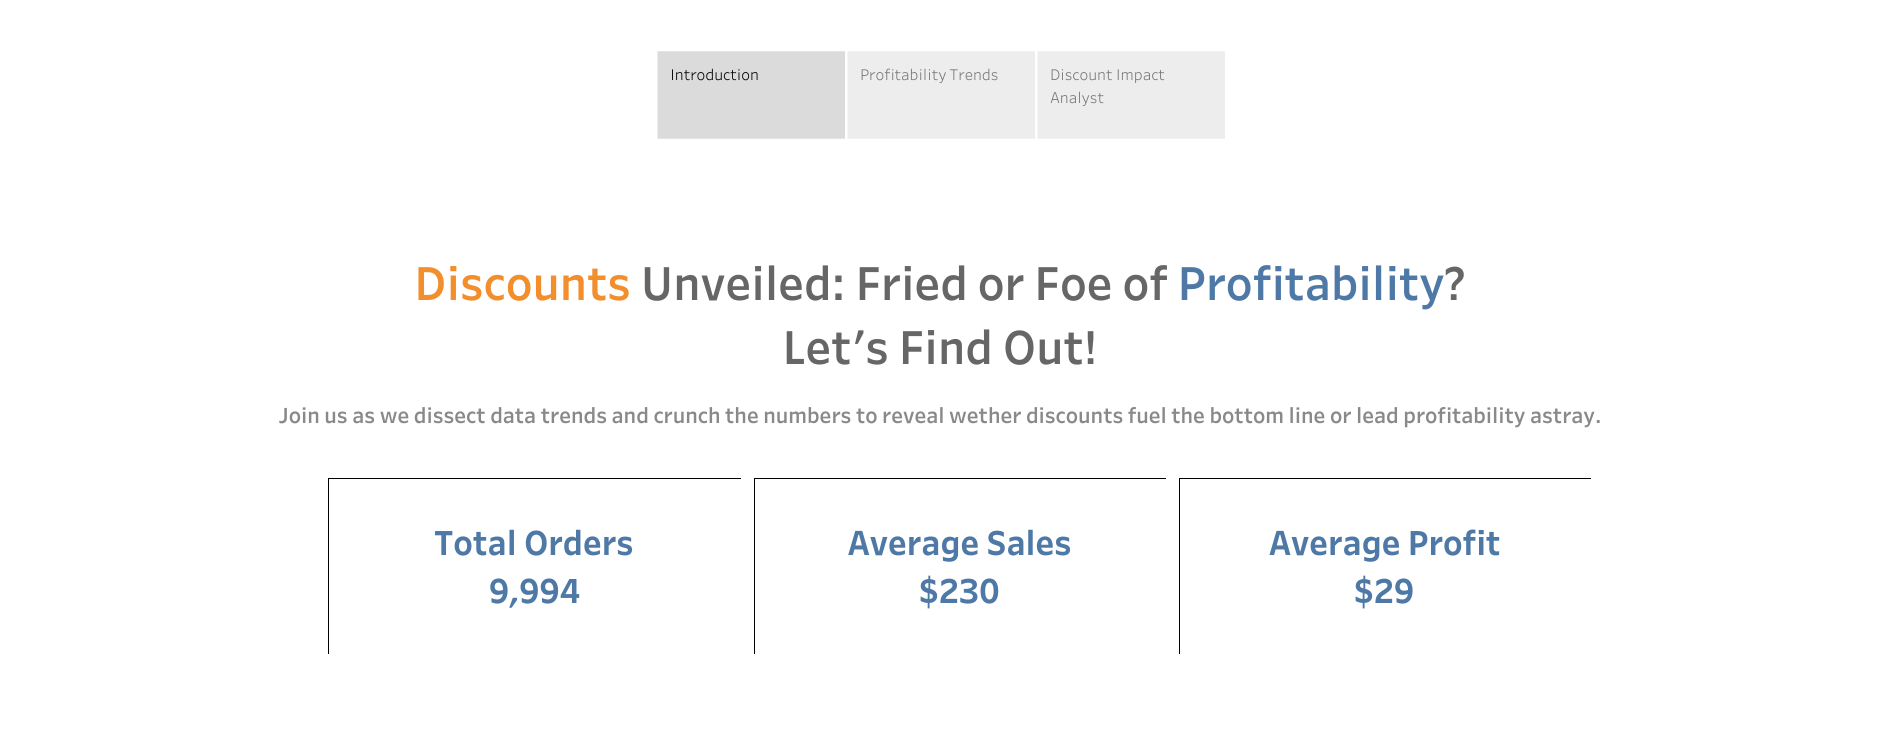 Introduction
Profitability Trends
Discount Impact
Analyst
Discounts Unveiled: Fried or Foe of Profitability?
Let’s Find Out!
Join us as we dissect data trends and crunch the numbers to reveal wether discounts fuel the bottom line or lead profitability astray.
Total Orders
9,994
Average Sales
$230
Average Profit
$29